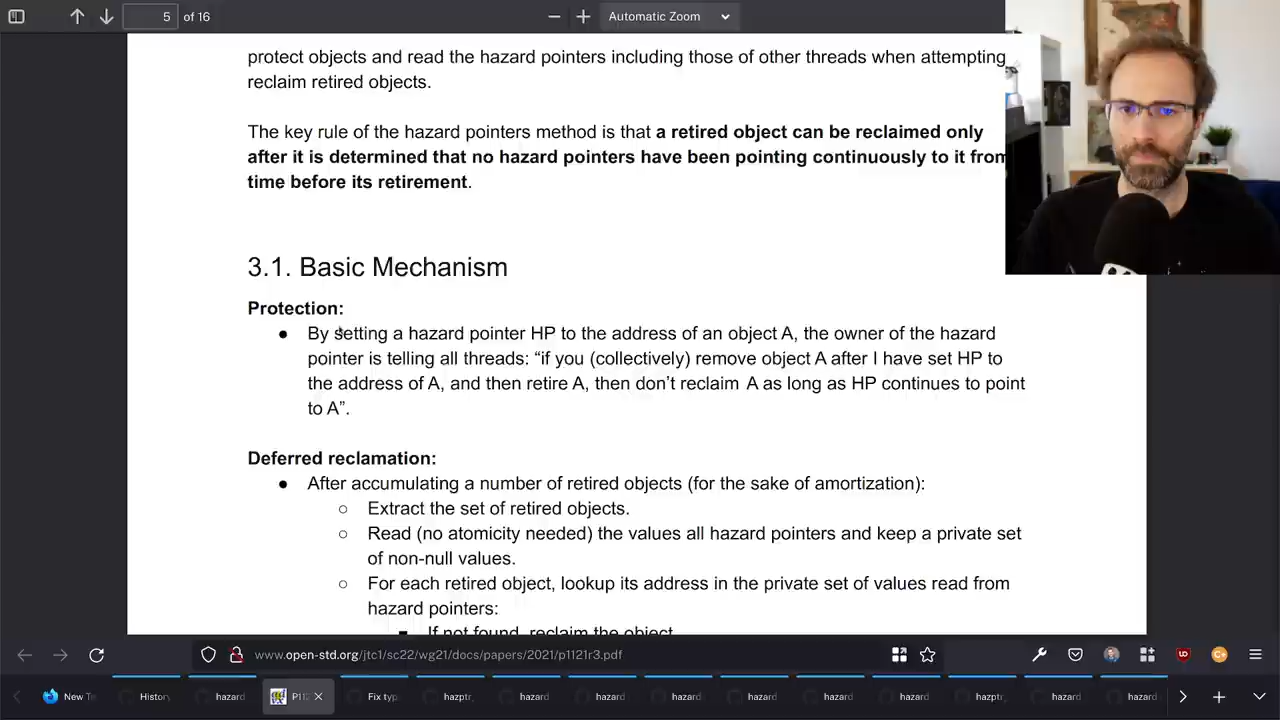 5 of 16
Automatic Zoom
protect objects and read the hazard pointers including those of other threads when attempting
reclaim retired objects.
The key rule of the hazard pointers method is that a retired object can be reclaimed only
after it is determined that no hazard pointers have been pointing continuously to it from
time before its retirement.
3.1. Basic Mechanism
Protection:
● By setting a hazard pointer HP to the address of an object A, the owner of the hazard
pointer is telling all threads: “if you (collectively) remove object A after I have set HP to
the address of A, and then retire A, then don’t reclaim A as long as HP continues to point
to A”.
Deferred reclamation:
● After accumulating a number of retired objects (for the sake of amortization):
○ Extract the set of retired objects.
○ Read (no atomicity needed) the values all hazard pointers and keep a private set
of non-null values.
○ For each retired object, lookup its address in the private set of values read from
hazard pointers:
■ If not found, reclaim the object
www.open-std.org/jtc1/sc22/wg21/docs/papers/2021/p1121r3.pdf
New T Histor hazard P112 Fix typ hazptr hazard hazard hazard hazard hazard hazard hazptr hazard hazard